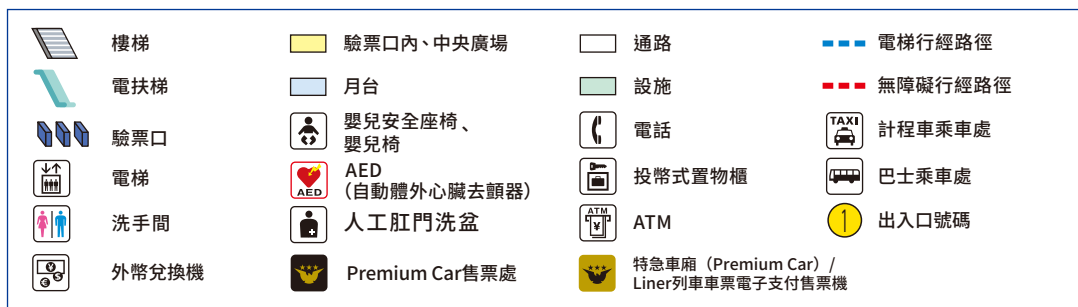 樓梯
驗票口內、中央廣場
通路
電梯行經路徑
電扶梯
月台
設施
無障礙行經路徑
驗票口
嬰兒安全座椅、
嬰兒椅
電話
TAXI
計程車乘車處
電梯
AED
AED
(自動體外心臟去顫器)
投幣式置物櫃
巴士乘車處
洗手間
人工肛門洗盆
ATM
ATM
1
出入口號碼
外幣兌換機
Premium Car售票處
特急車廂（Premium Car）/
Liner列車車票電子支付售票機